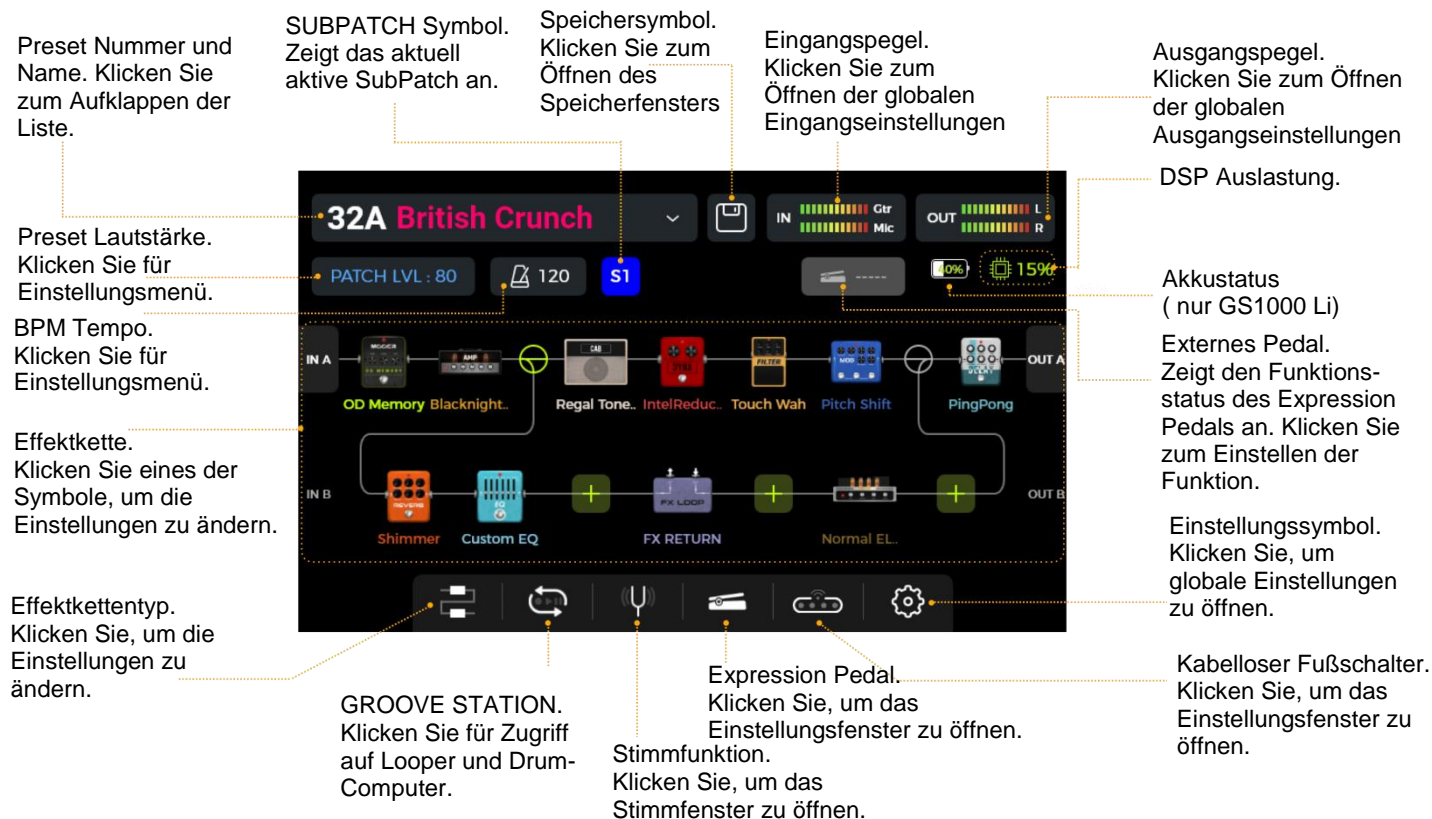 Preset Nummer und
Name. Klicken Sie
zum Aufklappen der
Liste.
SUBPATCH Symbol.
Zeigt das aktuell
aktive SubPatch an.
Speichersymbol.
Klicken Sie zum
Öffnen des
Speicherfensters
Eingangspegel.
Klicken Sie zum
Öffnen der globalen
Eingangseinstellungen
Ausgangspegel.
Klicken Sie zum Öffnen
der globalen
Ausgangseinstellungen
DSP Auslastung.
32A British Crunch
IN
Gtr
Mic
OUT
L
R
Preset Lautstärke.
Klicken Sie für
Einstellungsmenü.
PATCH LVL : 80
120
S1
-----
40%
15%
Akkustatus
( nur GS1000 Li)
BPM Tempo.
Klicken Sie für
Einstellungsmenü.
Externes Pedal.
Zeigt den Funktions-
status des Expression
Pedals an. Klicken Sie
zum Einstellen der
Funktion.
IN A
MOOER
OD MEMORY
AMP
CAB
FILTER
MOD
OUT A
OD Memory
Blacknight..
Regal Tone..
IntelReduc..
Touch Wah
Pitch Shift
PingPong
Effektkette.
Klicken Sie eines der
Symbole, um die
Einstellungen zu ändern.
IN B
REVERB
EQ
FX LOOP
OUT B
Shimmer
Custom EQ
FX RETURN
Normal EL..
Einstellungssymbol.
Klicken Sie, um
globale Einstellungen
zu öffnen.
Effektkettentyp.
Klicken Sie, um die
Einstellungen zu
ändern.
GROOVE STATION.
Klicken Sie für Zugriff
auf Looper und Drum-
Computer.
Stimmfunktion.
Klicken Sie, um das
Stimmfenster zu öffnen.
Expression Pedal.
Klicken Sie, um das
Einstellungsfenster zu öffnen.
Kabelloser Fußschalter.
Klicken Sie, um das
Einstellungsfenster zu
öffnen.